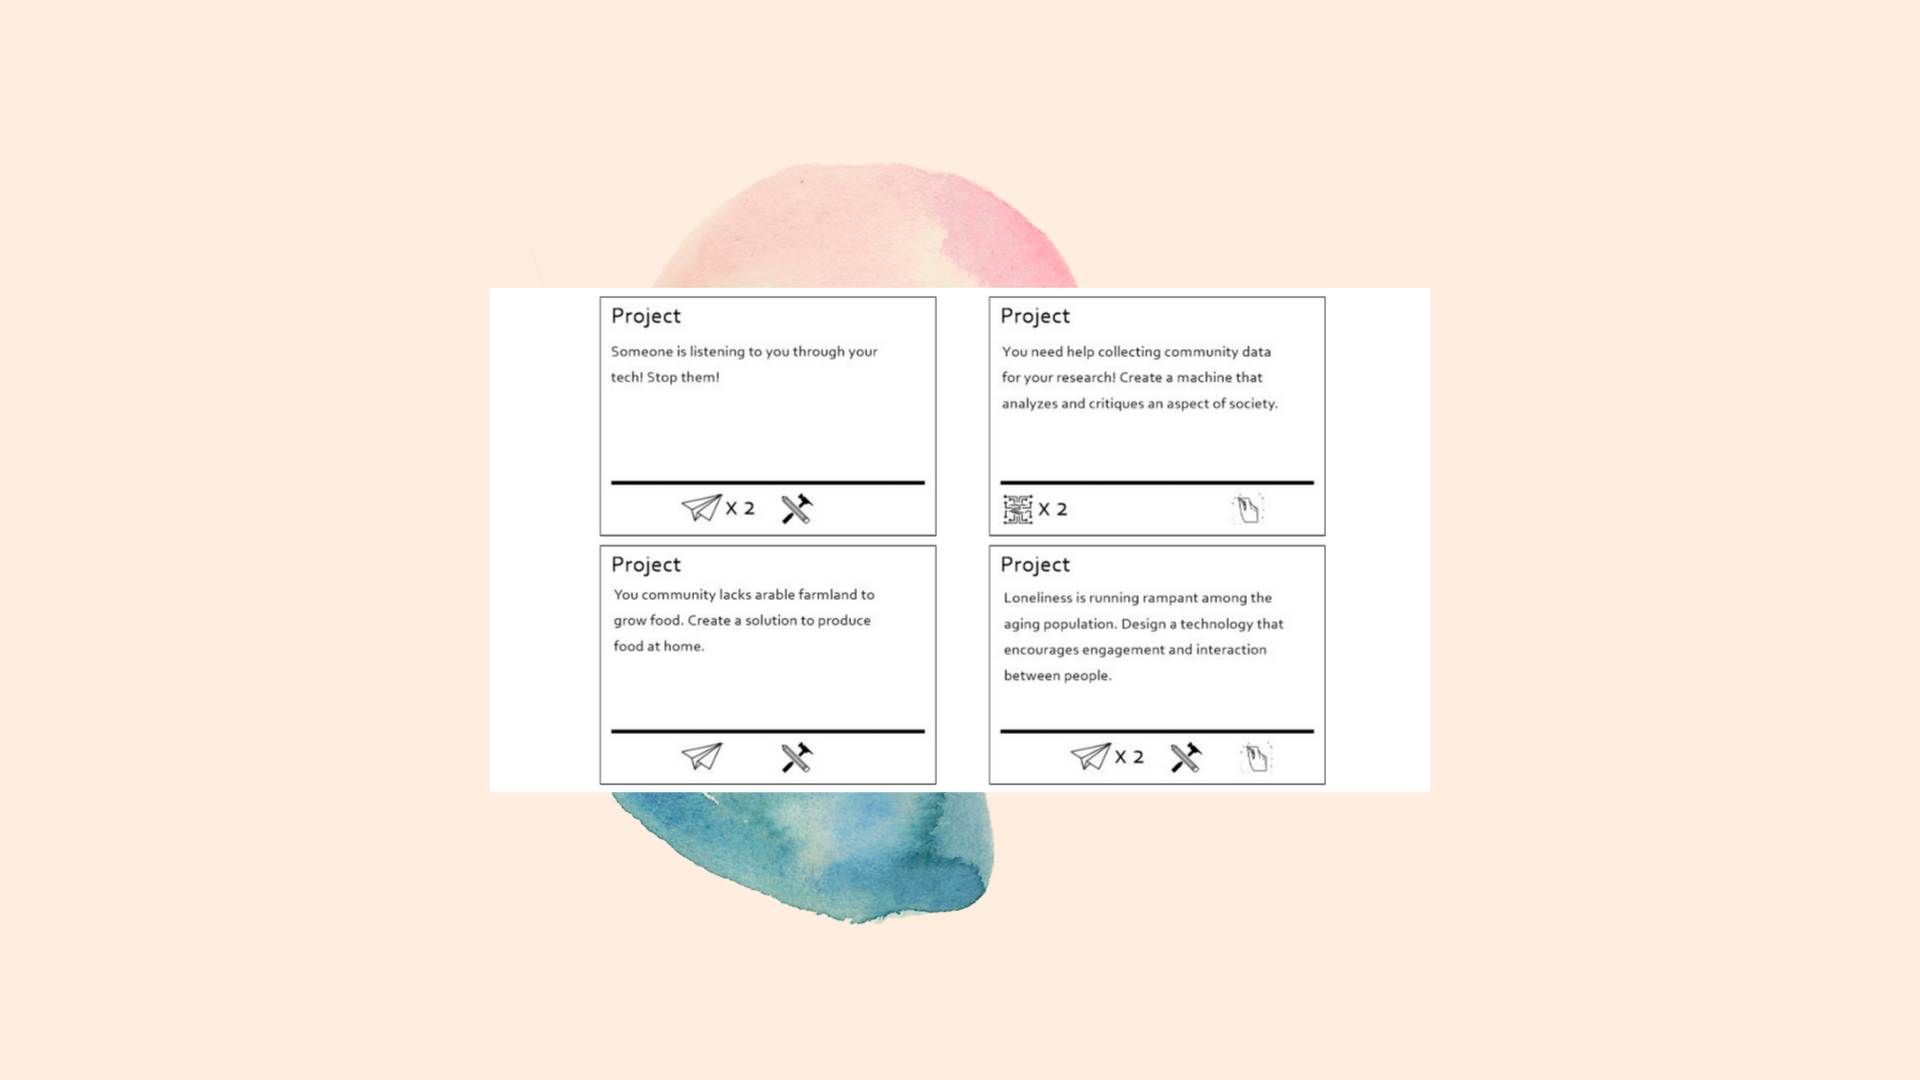 Project
Someone is listening to you through your
tech! Stop them!
X 2
Project
You need help collecting community data
for your research! Create a machine that
analyzes and critiques an aspect of society.
X 2
Project
You community lacks arable farmland to
grow food. Create a solution to produce
food at home.
Project
Loneliness is running rampant among the
aging population. Design a technology that
encourages engagement and interaction
between people.
X 2